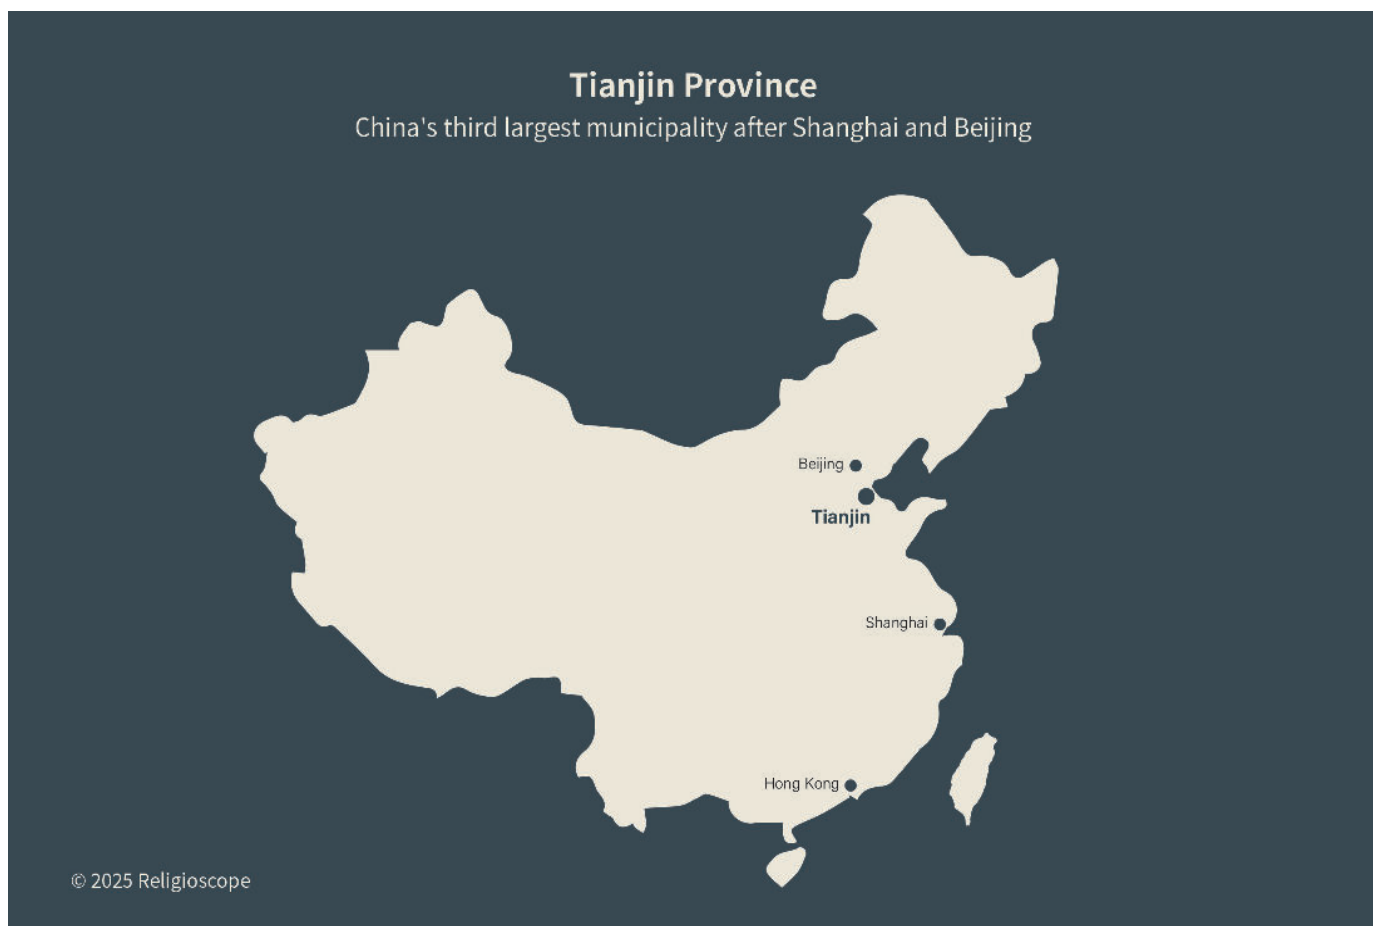 Tianjin Province
China's third largest municipality after Shanghai and Beijing
Beijing
Tianjin
Shanghai
Hong Kong
© 2025 Religioscope